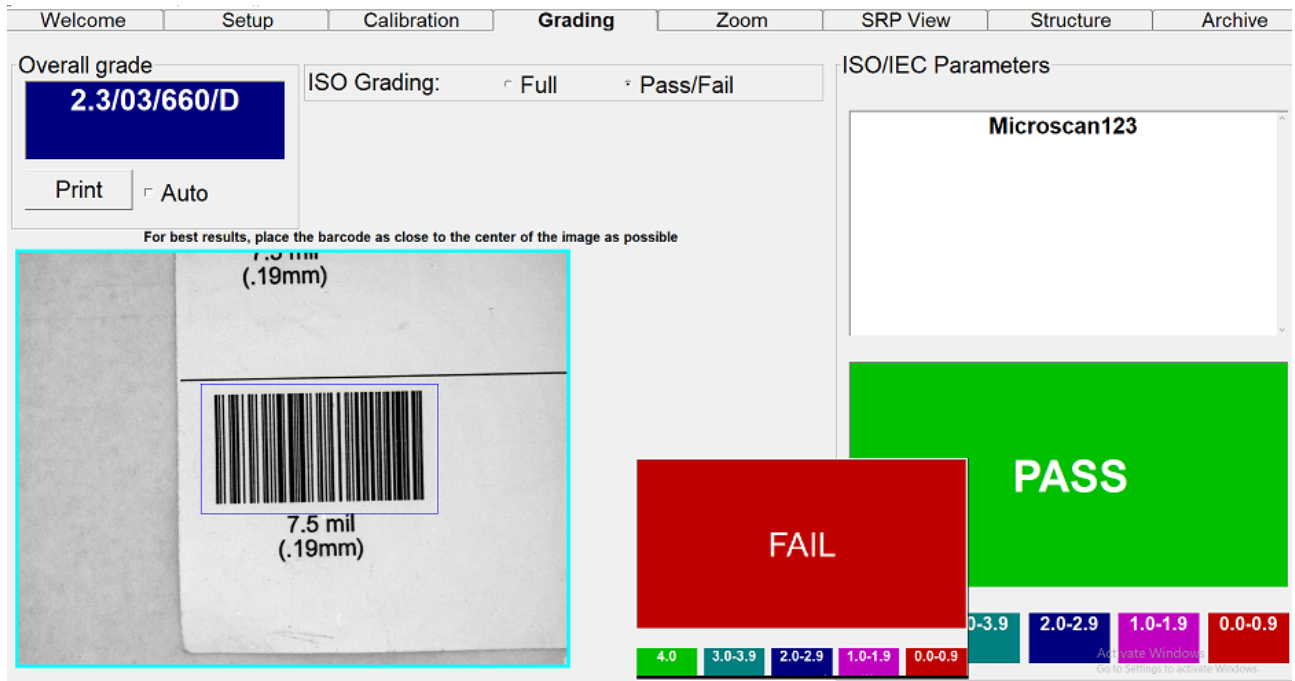 Welcome Setup Calibration Grading Zoom SRP View Structure Archive
Overall grade
2.3/03/660/D
Print
Auto
ISO Grading: Full Pass/Fail
ISO/IEC Parameters
Microscan123
For best results, place the barcode as close to the center of the image as possible
(.19mm)
7.5 mil
(.19mm)
PASS
FAIL
4.0 3.0-3.9 2.0-2.9 1.0-1.9 0.0-0.9
0-3.9 2.0-2.9 1.0-1.9 0.0-0.9
Activate Windows
Go to Settings to activate Windows.